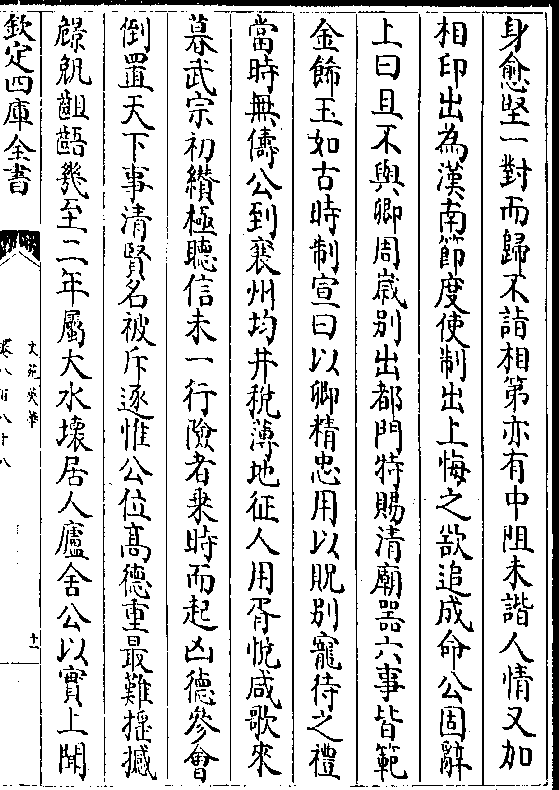 身愈堅一對而歸不詣相第亦有中阻未諧人情又加
相印出為漢南節度使制出上悔之欲追成命公固辭
上曰且不與卿周嵗别出都門特賜清廟器六事皆範
金飾玉如古時制宣曰以卿精忠用以貺别寵待之禮
當時無儔公到襄州均井稅薄地征人用胥悅咸歌來
暮武宗初纘極聽信未一行險者乗時而起凶德參會
倒置天下事清賢名被斥逐惟公位髙德重最難揺撼
臲卼齟齬幾至二年屬大水壊居人廬舍公以實上聞
欽定四庫全書
文苑英華
卷八百八十八
十一